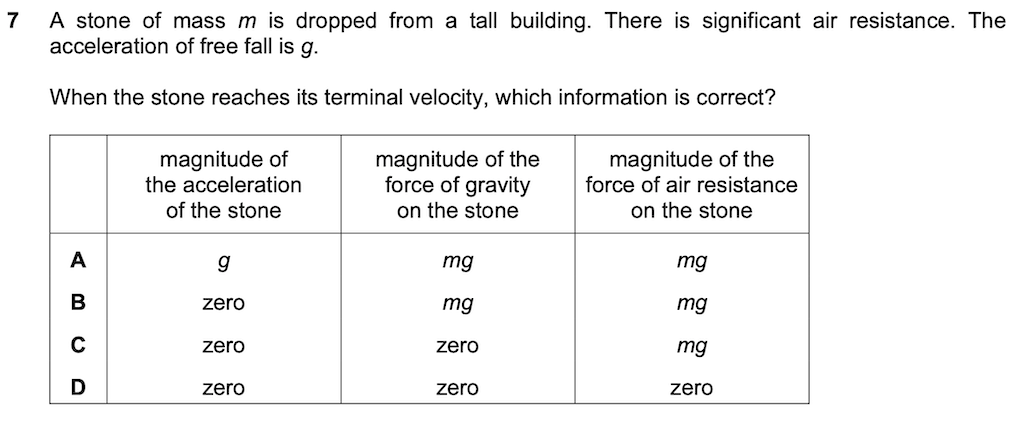 7 A stone of mass m is dropped from a tall building. There is significant air resistance. The
acceleration of free fall is g.
When the stone reaches its terminal velocity, which information is correct?
magnitude of the acceleration of the stone | magnitude of the force of gravity on the stone | magnitude of the force of air resistance on the stone
A g mg mg
B zero mg mg
C zero zero mg
D zero zero zero